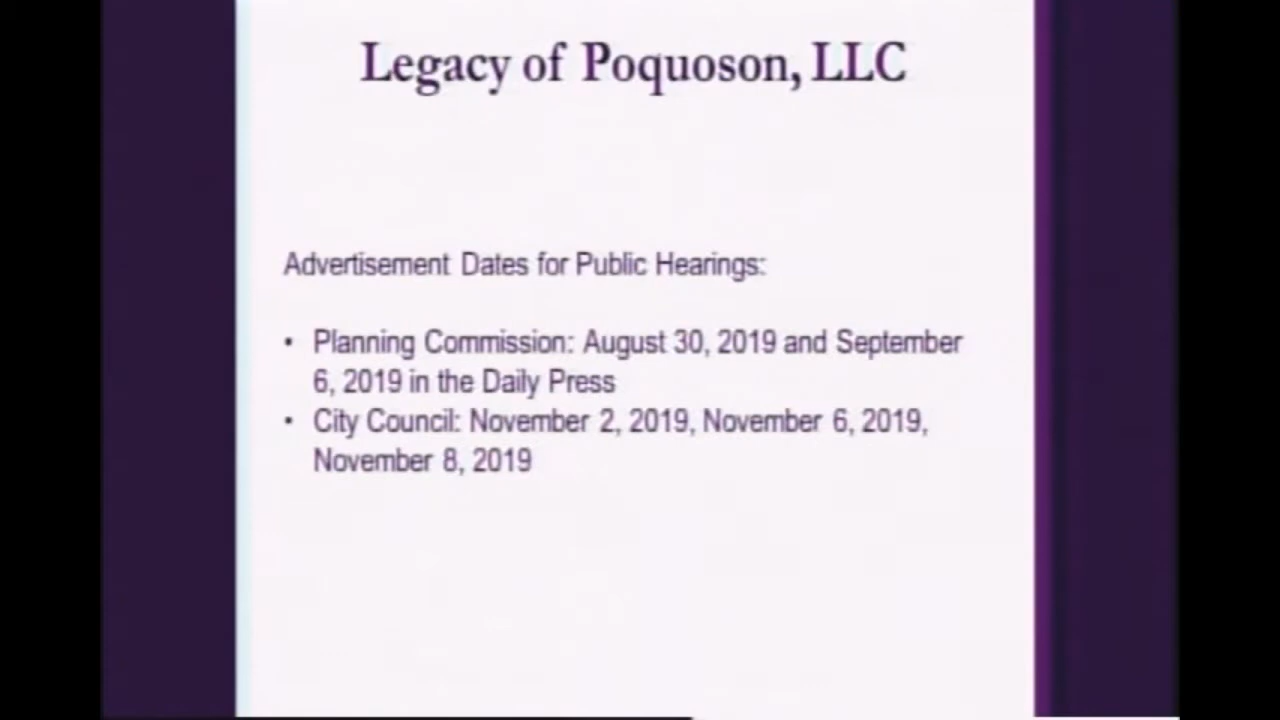 Legacy of Poquoson, LLC
Advertisement Dates for Public Hearings:
• Planning Commission: August 30, 2019 and September
6, 2019 in the Daily Press
• City Council: November 2, 2019, November 6, 2019,
November 8, 2019